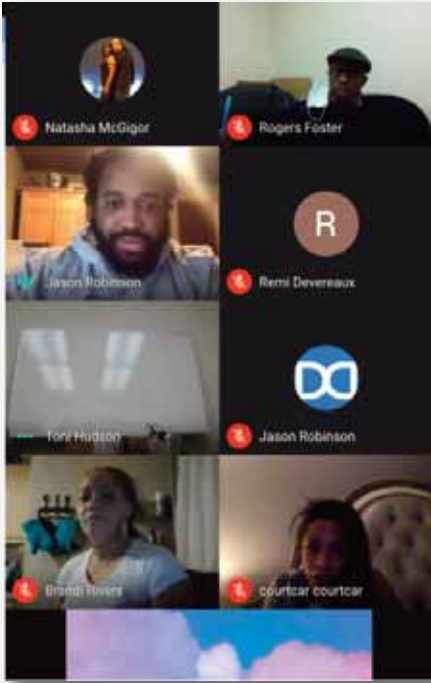 Natasha McGigor
Rogers Foster
Jason Robinson
R
Remi Devereaux
Toni Hudson
Jason Robinson
Brandi Rivers
courtcar courtcar